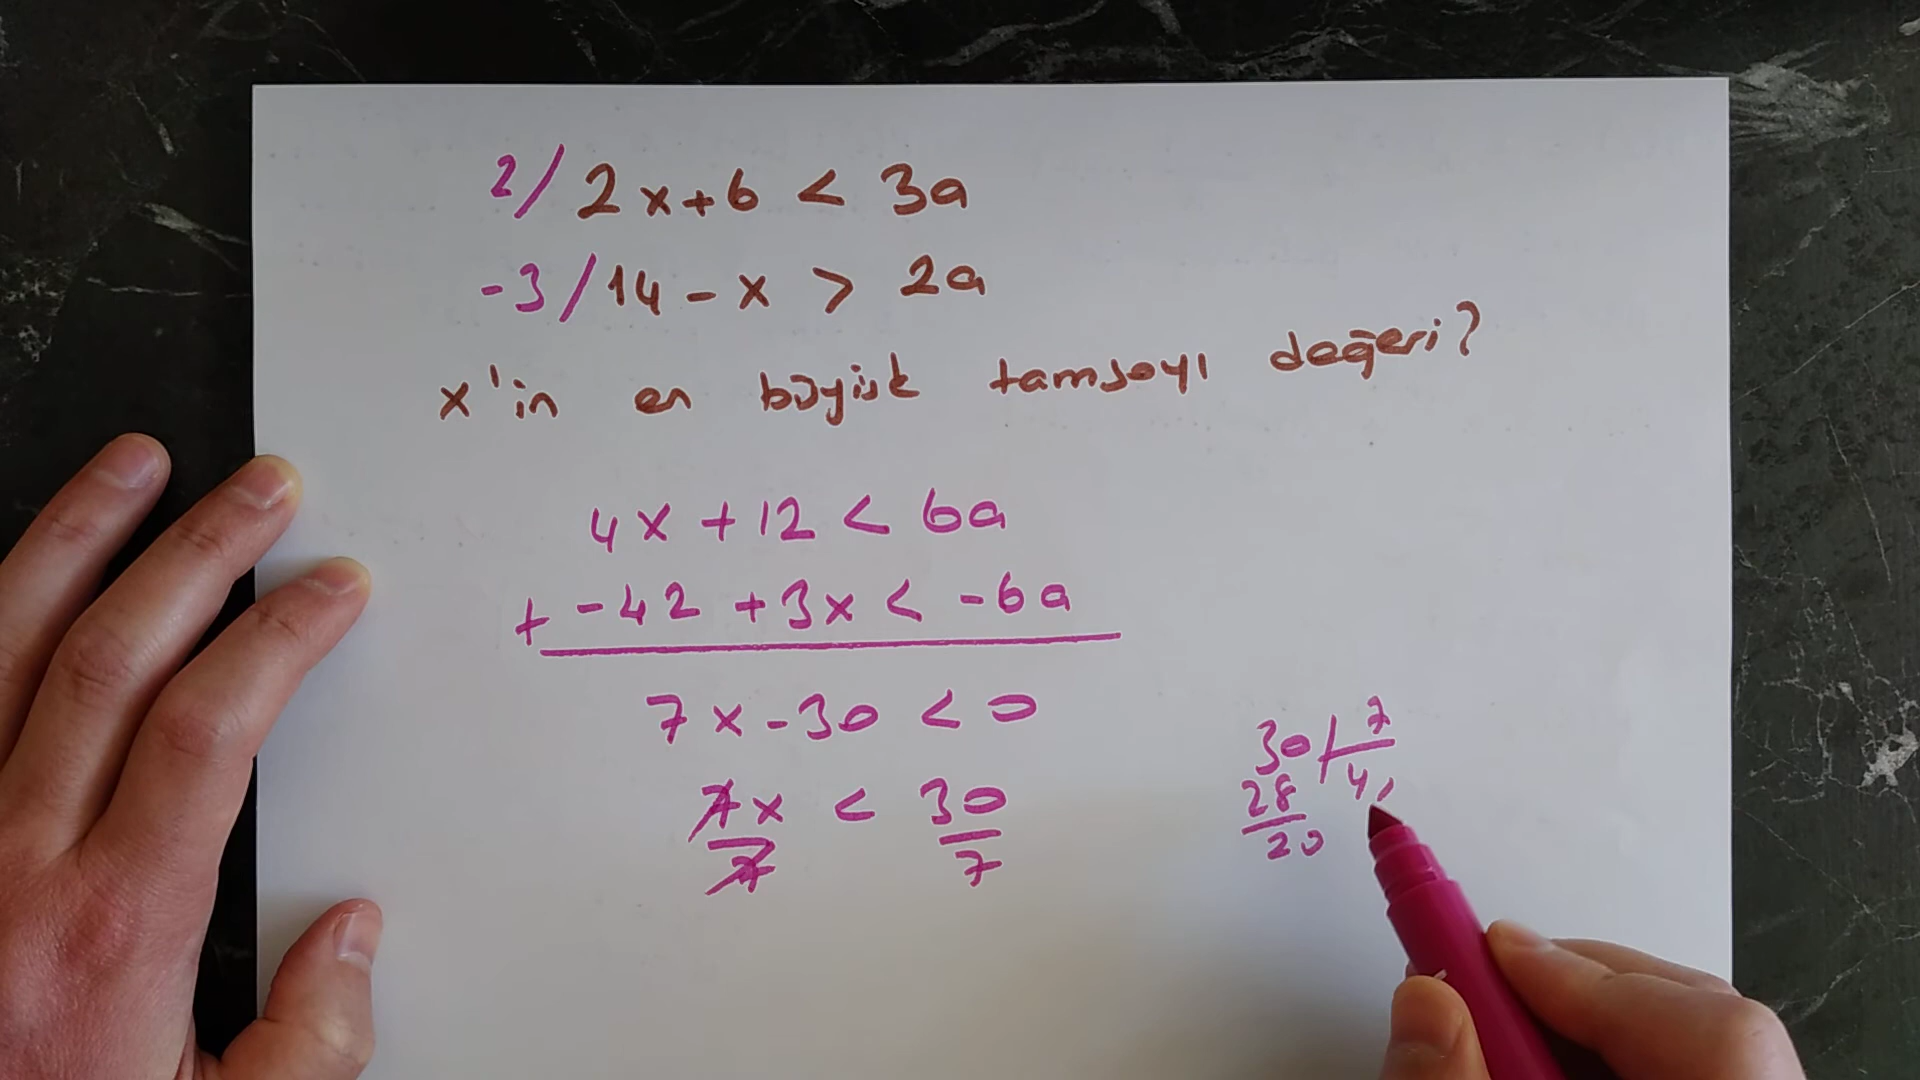 2/ 2x+6 < 3a
-3/ 14 - x > 2a
x'in en büyük tamsayı değeri?
4x + 12 < 6a
+ -42 + 3x < -6a
7x - 30 < 0
7x < 30
7 7
30 / 7
28 4,
20